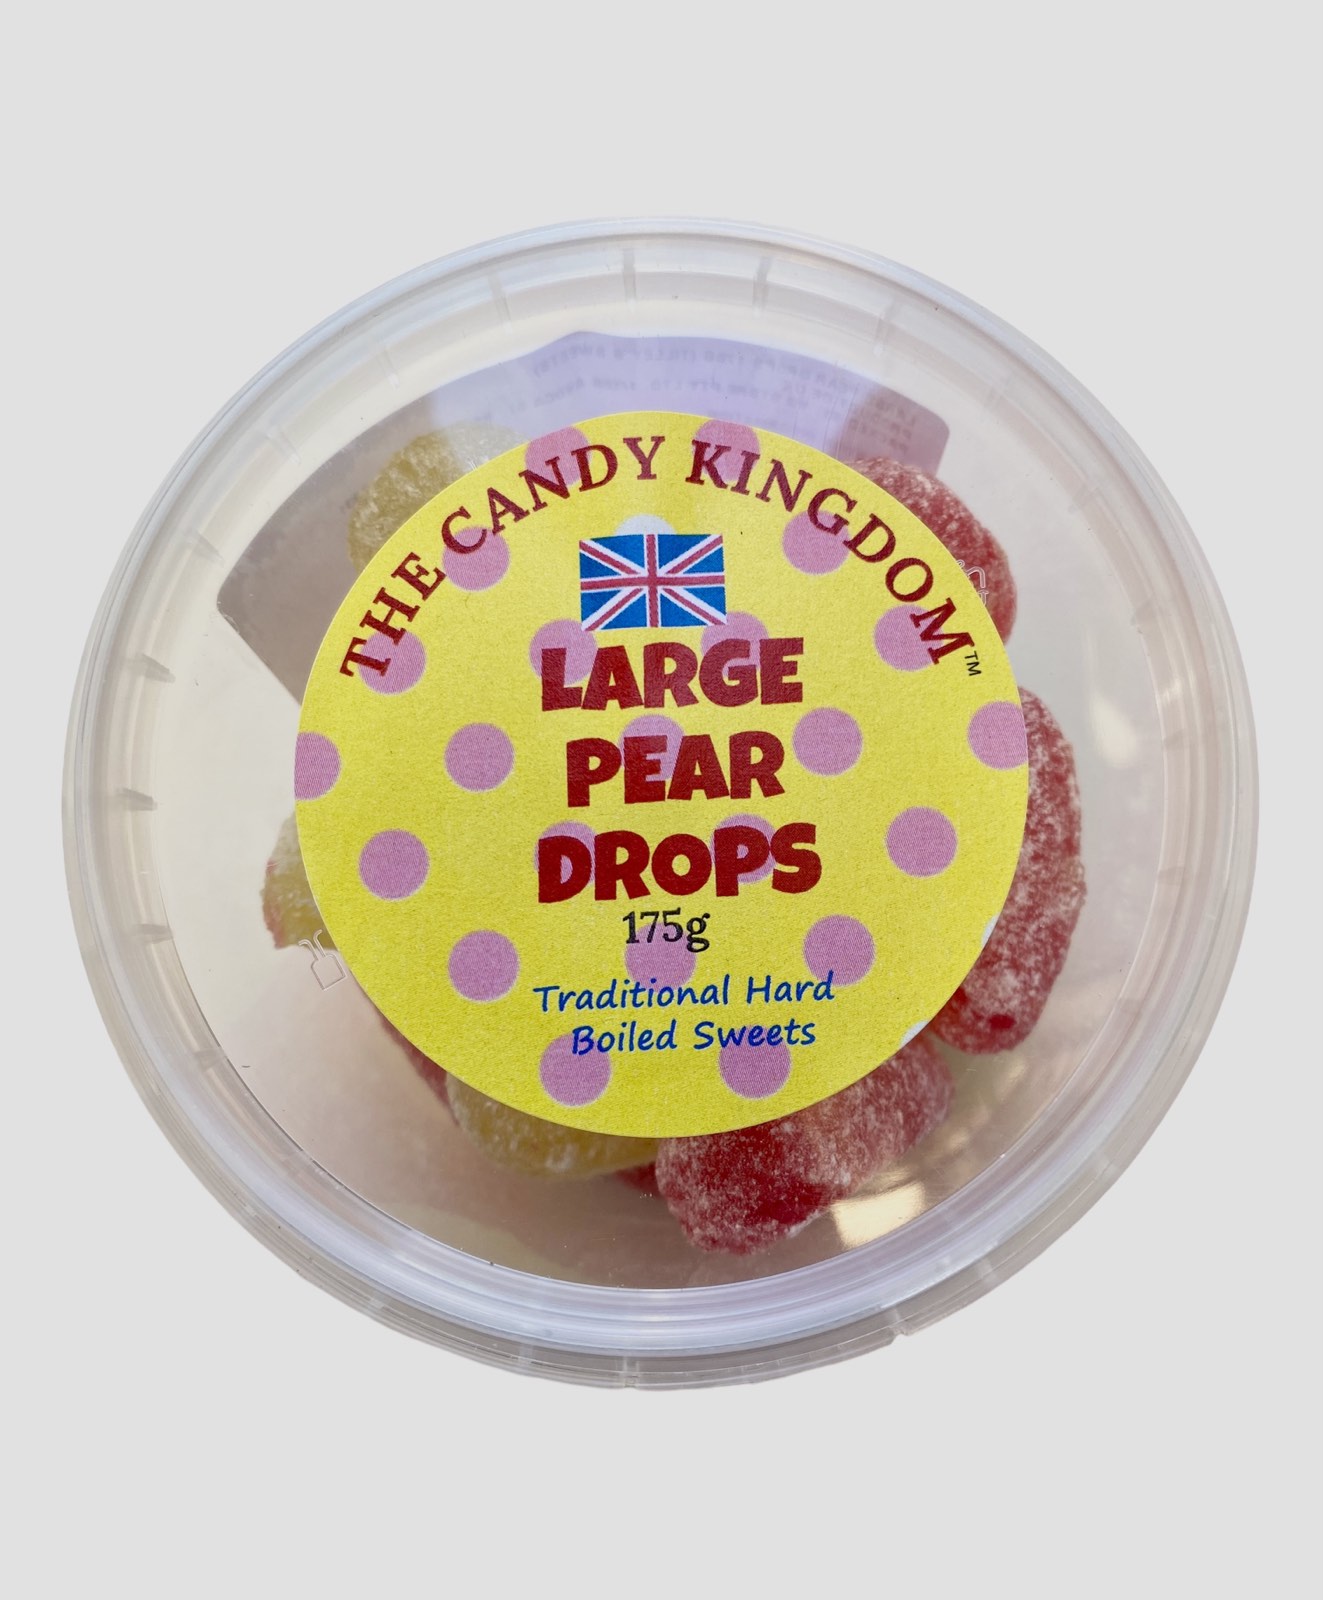 THE CANDY KINGDOM™
LARGE
PEAR
DROPS
175g
Traditional Hard
Boiled Sweets